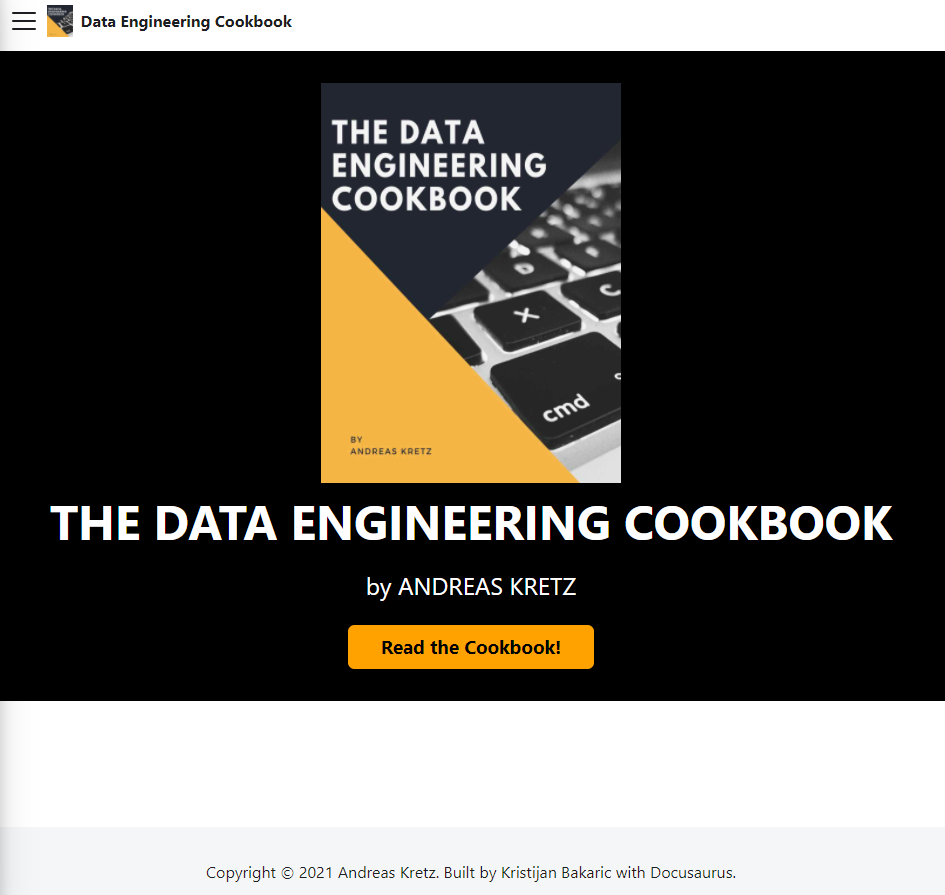 Data Engineering Cookbook
THE DATA
ENGINEERING
COOKBOOK
D
X
C
cmd
BY
ANDREAS KRETZ
THE DATA ENGINEERING COOKBOOK
by ANDREAS KRETZ
Read the Cookbook!
Copyright © 2021 Andreas Kretz. Built by Kristijan Bakaric with Docusaurus.